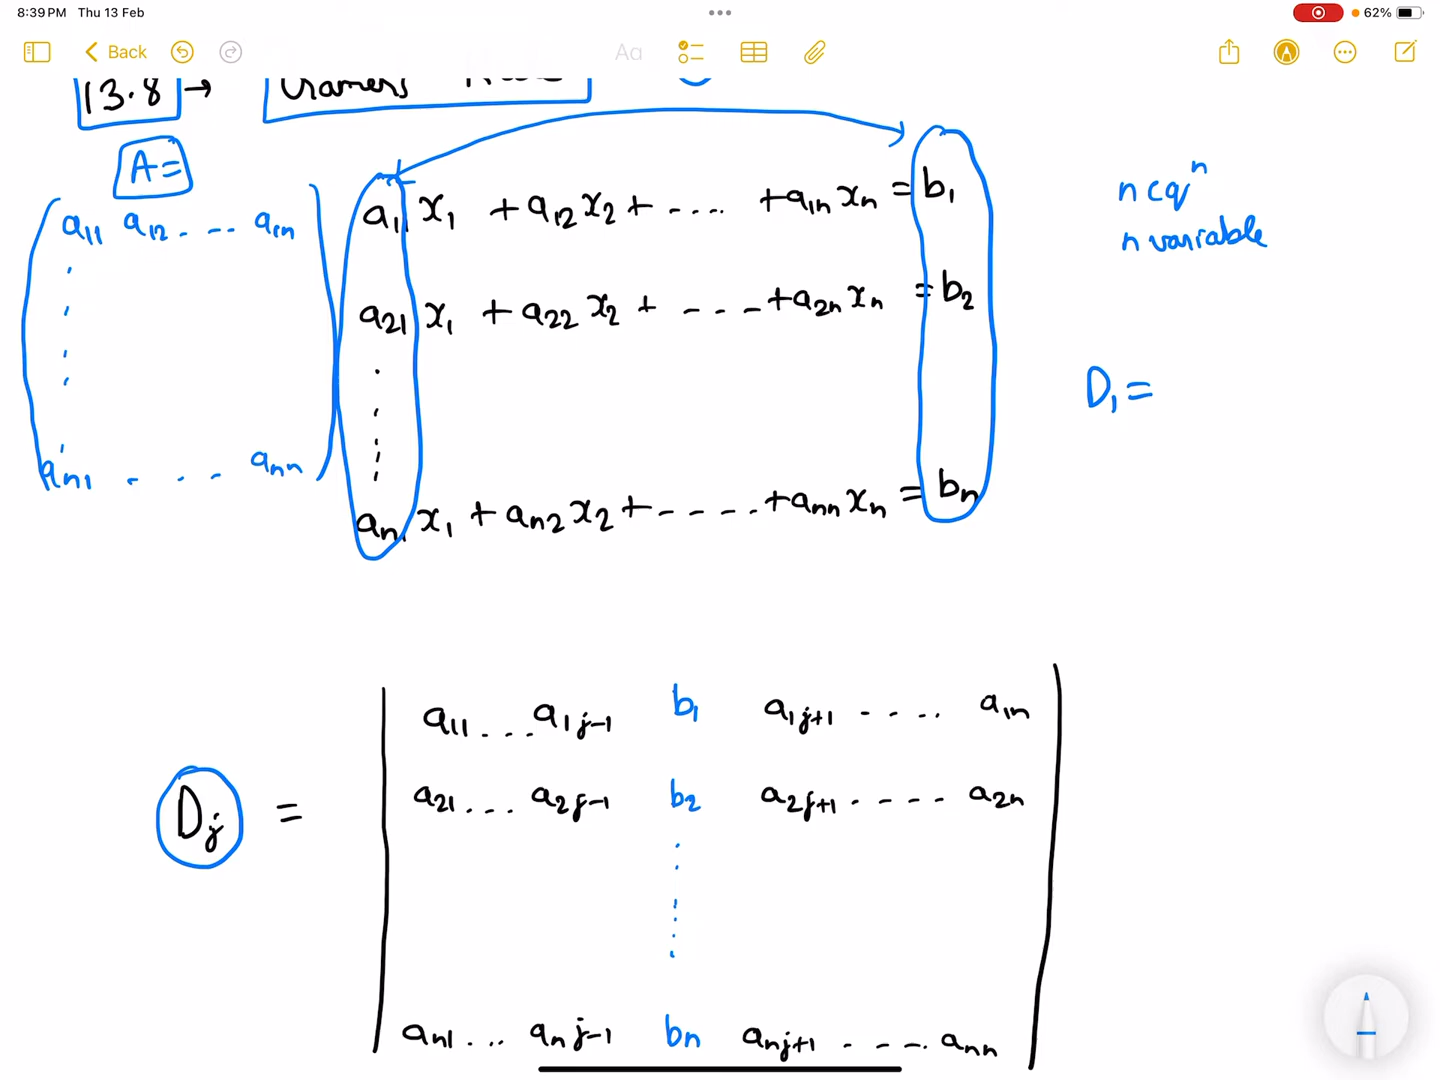 8:39 PM Thu 13 Feb
62%
Back
Aa
13.8 → Cramers Rule
A=
a11 a12 . -- a1n
an1 - . . - ann
a11 x1 + a12 x2 + - ... + a1n xn = b1
a21 x1 + a22 x2 + - - - + a2n xn = b2
an1 x1 + an2 x2 + - - - - . + ann xn = bn
n eqⁿ
n variable
D1 =
Dj =
a11 . . . a1j-1 b1 a1j+1 - - . . . a1n
a21 . . . a2j-1 b2 a2j+1 . - - - - a2n
an1 . . . anj-1 bn anj+1 . - - - . ann